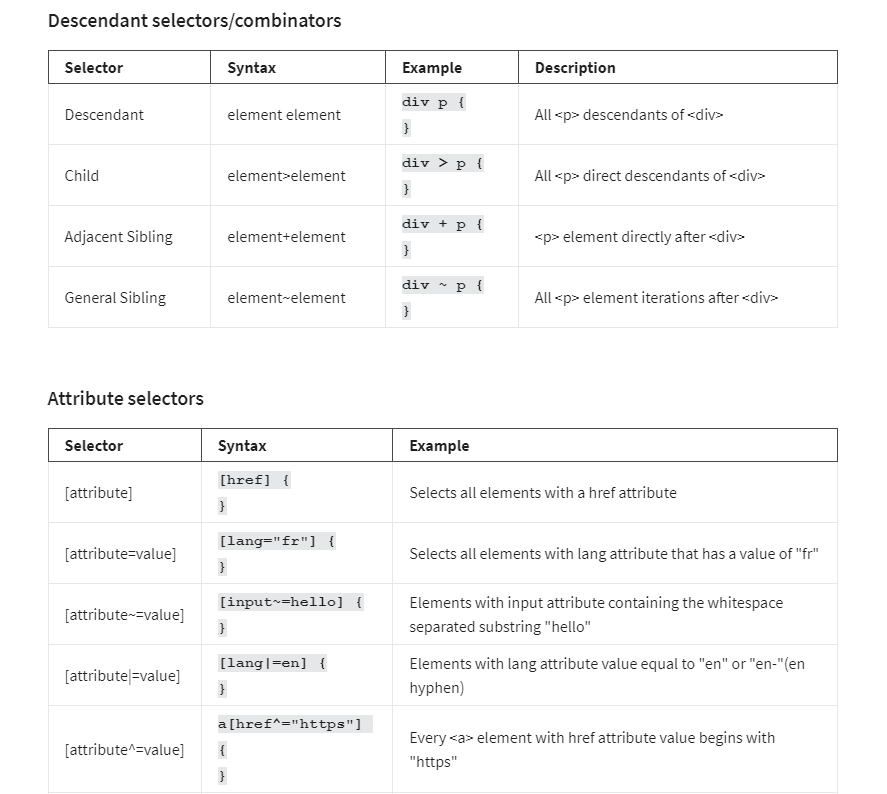 Descendant selectors/combinators
Selector Syntax Example Description
Descendant element element div p { All <p> descendants of <div>
}
Child element>element div > p { All <p> direct descendants of <div>
}
Adjacent Sibling element+element div + p { <p> element directly after <div>
}
General Sibling element~element div ~ p { All <p> element iterations after <div>
}
Attribute selectors
Selector Syntax Example
[attribute] [href] { Selects all elements with a href attribute
}
[attribute=value] [lang="fr"] { Selects all elements with lang attribute that has a value of "fr"
}
[attribute~=value] [input~=hello] { Elements with input attribute containing the whitespace
} separated substring "hello"
[attribute|=value] [lang|=en] { Elements with lang attribute value equal to "en" or "en-"(en
} hyphen)
[attribute^=value] a[href^="https"] Every <a> element with href attribute value begins with
{ "https"
}